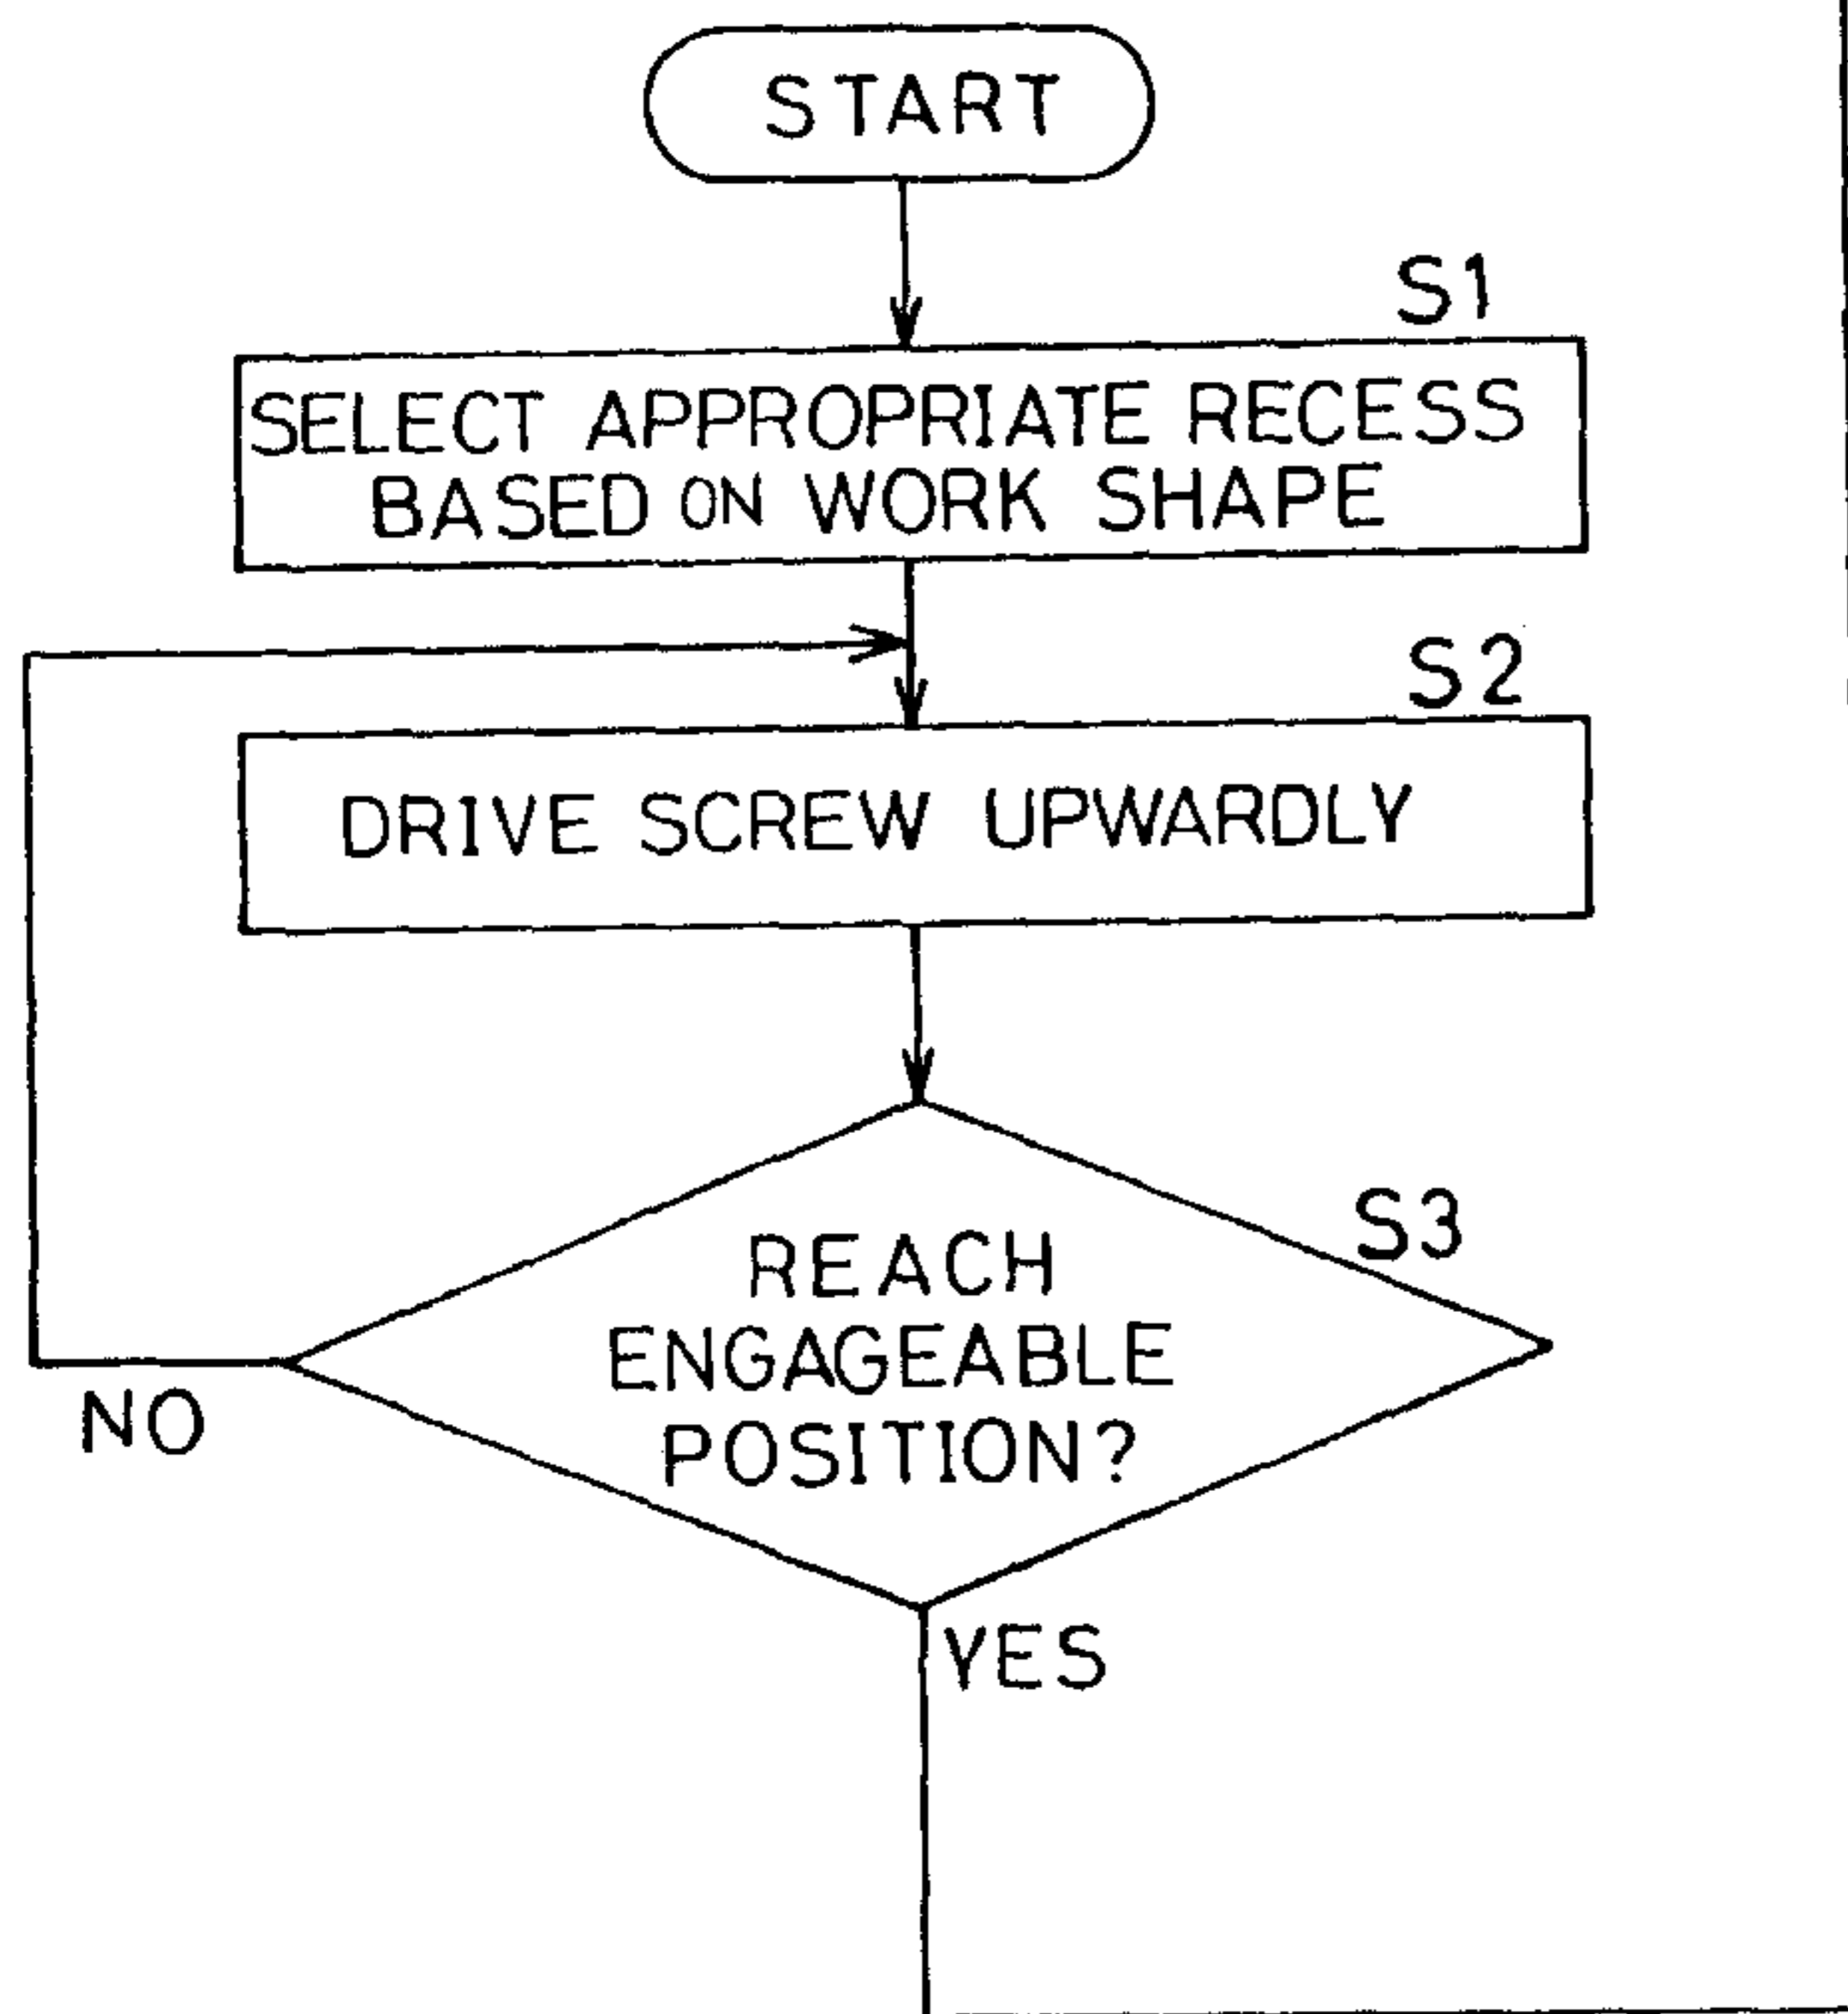 START
S1
SELECT APPROPRIATE RECESS
BASED ON WORK SHAPE
S2
DRIVE SCREW UPWARDLY
S3
REACH
ENGAGEABLE
POSITION?
NO
YES